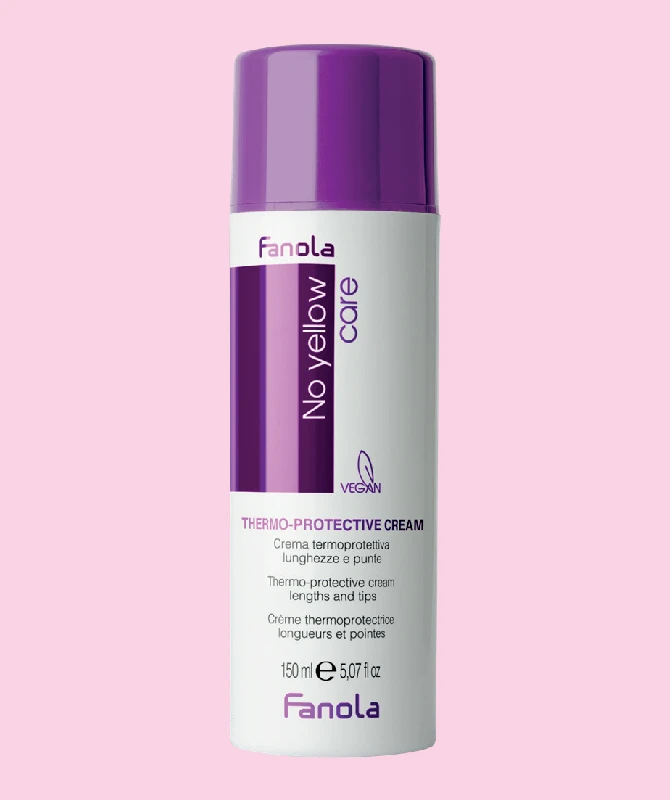 Fanola
No yellow
care
VEGAN
THERMO-PROTECTIVE CREAM
Crema termoprotettiva
lunghezze e punte
Thermo-protective cream
lengths and tips
Crème thermoprotectrice
longueurs et pointes
150 ml ℮ 5,07 fl oz
Fanola